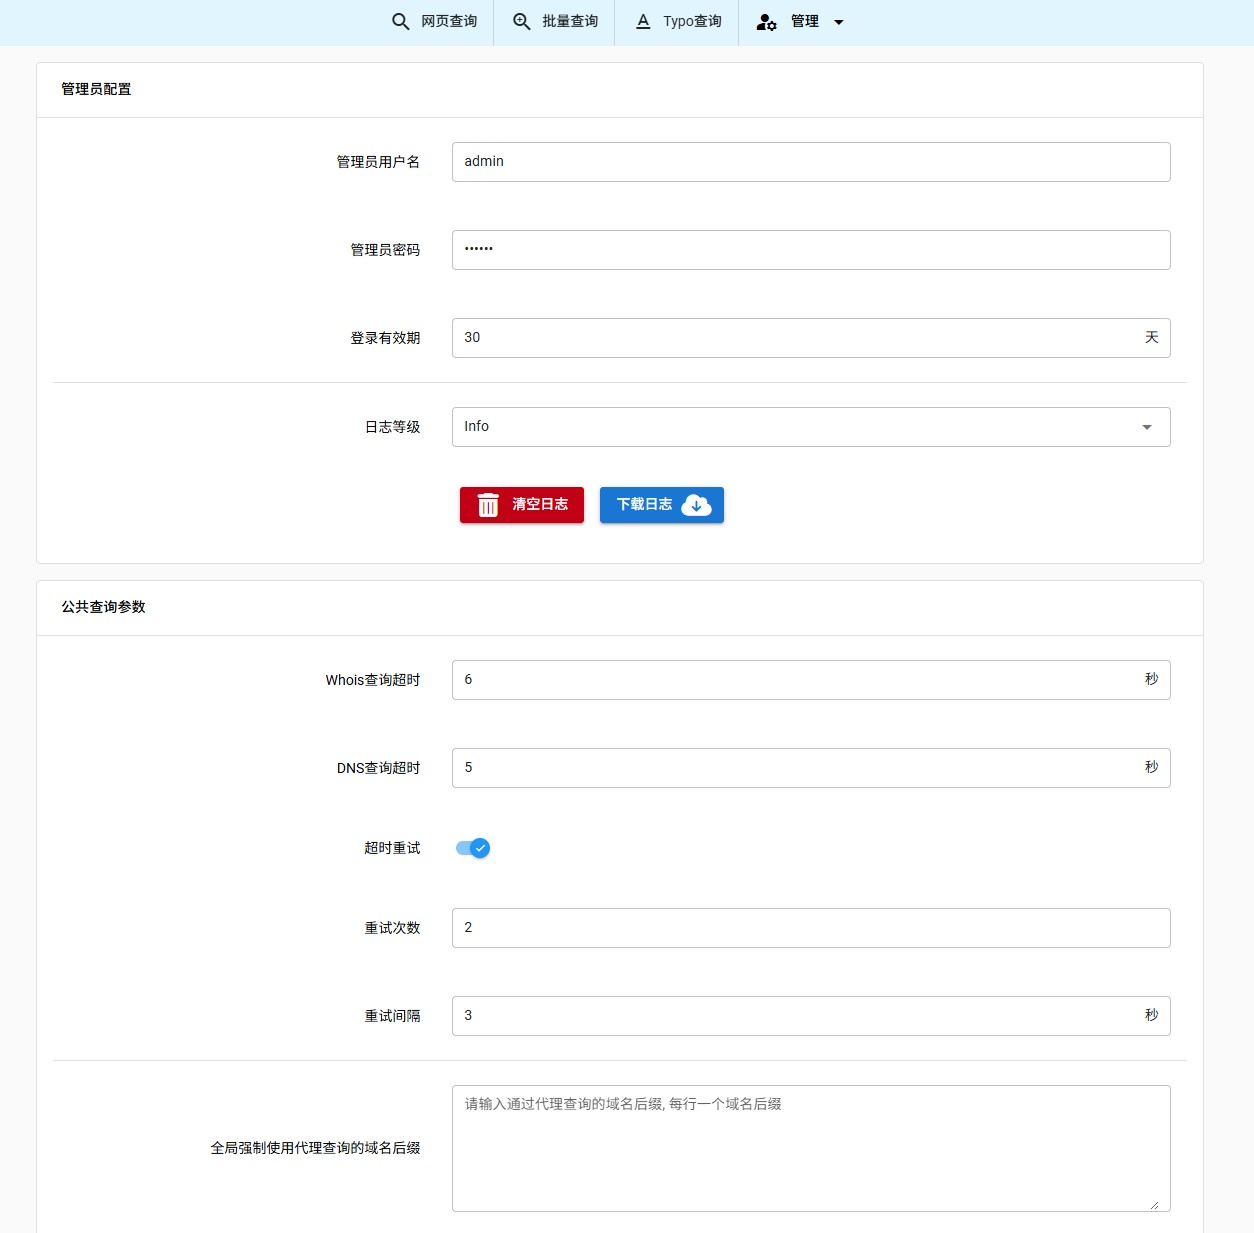 网页查询 批量查询 Typo查询 管理
管理员配置
管理员用户名 admin
管理员密码 ••••••
登录有效期 30 天
日志等级 Info
清空日志 下载日志
公共查询参数
Whois查询超时 6 秒
DNS查询超时 5 秒
超时重试
重试次数 2
重试间隔 3 秒
请输入通过代理查询的域名后缀, 每行一个域名后缀
全局强制使用代理查询的域名后缀